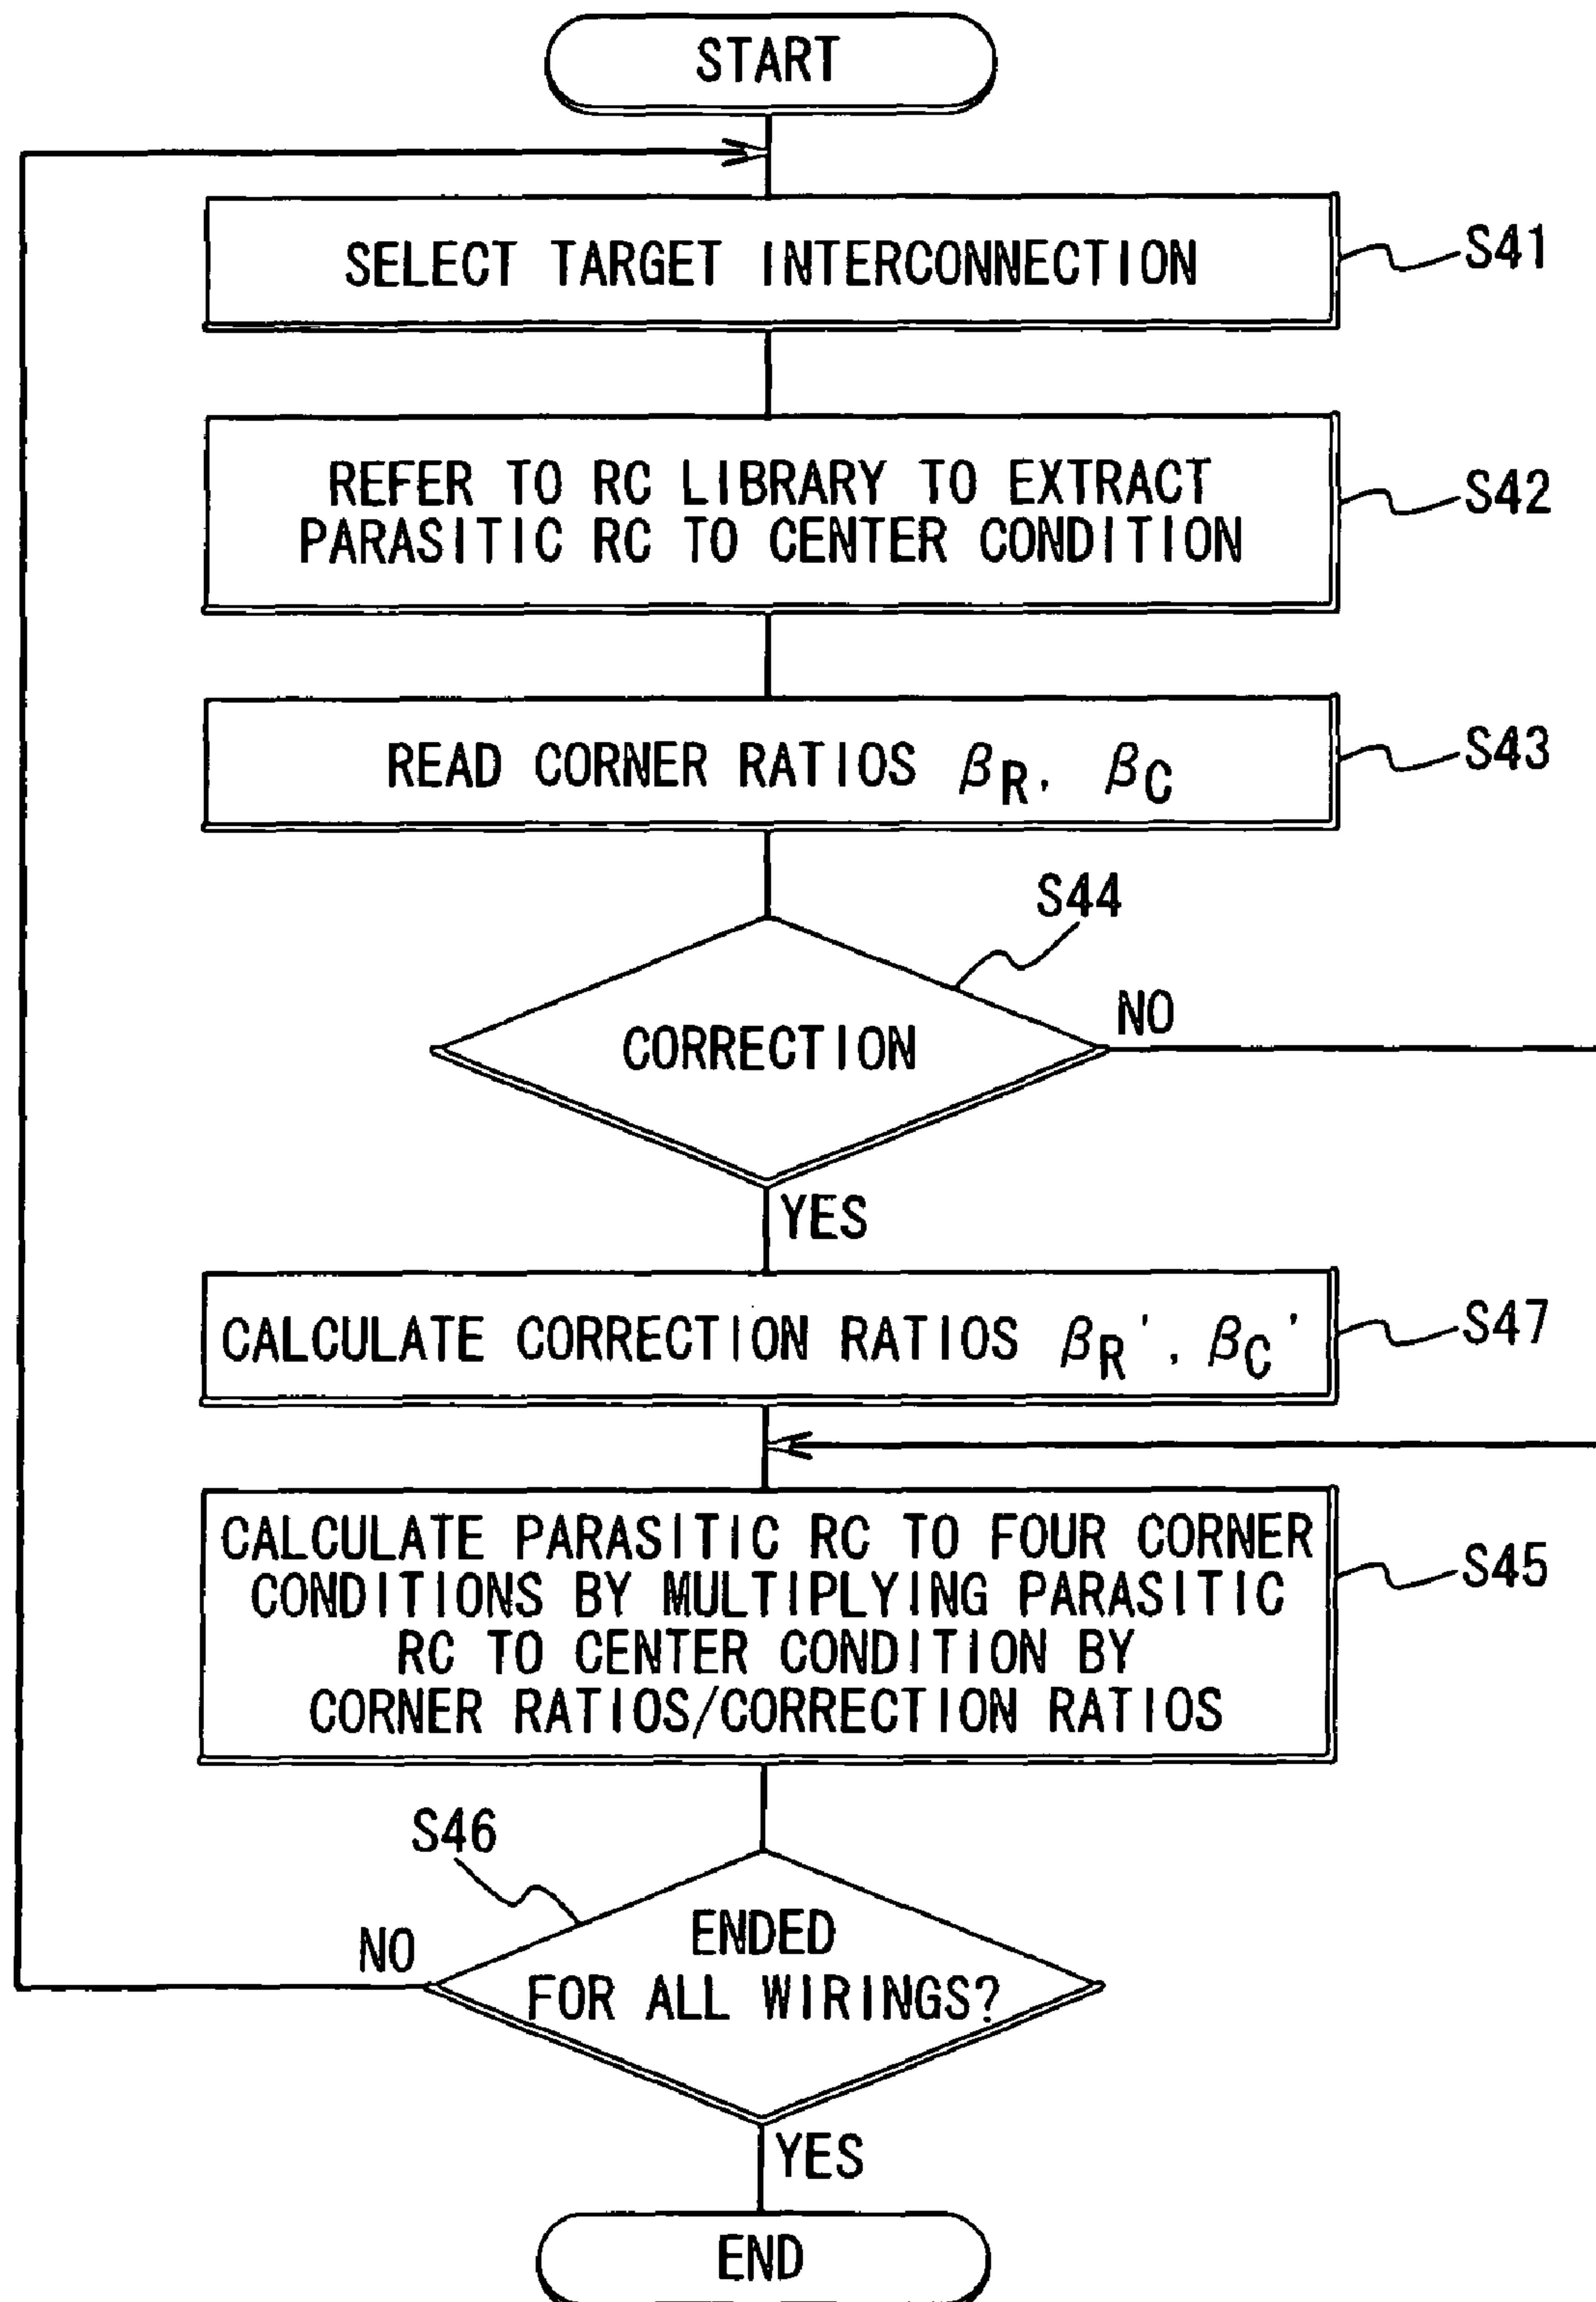 START
SELECT TARGET INTERCONNECTION
S41
REFER TO RC LIBRARY TO EXTRACT
PARASITIC RC TO CENTER CONDITION
S42
READ CORNER RATIOS βR, βC
S43
S44
CORRECTION
NO
YES
CALCULATE CORRECTION RATIOS βR', βC'
S47
CALCULATE PARASITIC RC TO FOUR CORNER
CONDITIONS BY MULTIPLYING PARASITIC
RC TO CENTER CONDITION BY
CORNER RATIOS/CORRECTION RATIOS
S45
S46
ENDED
FOR ALL WIRINGS?
NO
YES
END